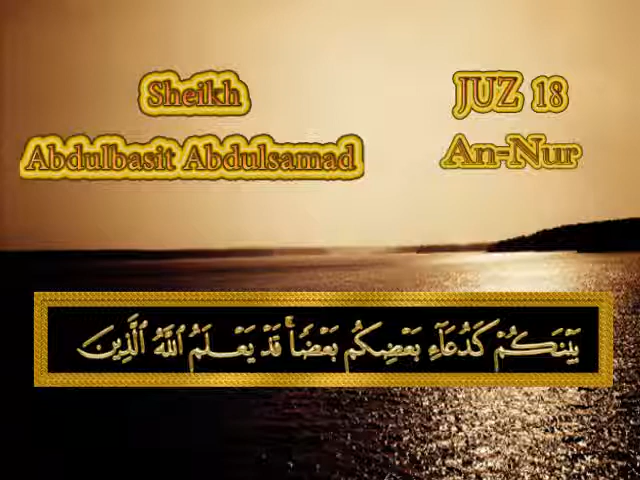 Sheikh
Abdulbasit Abdulsamad
JUZ 18
An-Nur
بَيْنَكُمْ كَدُعَآءِ بَعْضِكُم بَعْضًا ۚ قَدْ يَعْلَمُ ٱللَّهُ ٱلَّذِينَ